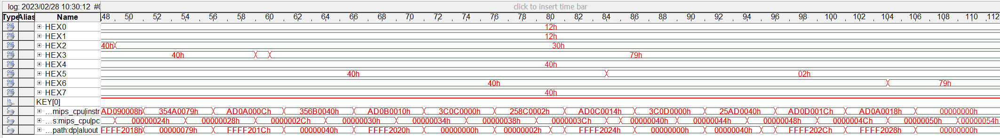 log: 2023/02/28 10:30:12 #0 click to insert time bar
Type Alias Name 48 50 52 54 56 58 60 62 64 66 68 70 72 74 76 78 80 82 84 86 88 90 92 94 96 98 100 102 104 106 108 110 112
out HEX0 12h
out HEX1 12h
out HEX2 40h 30h
out HEX3 40h 79h
out HEX4 40h
out HEX5 40h 02h
out HEX6 40h 79h
out HEX7 40h
in KEY[0]
...mips_cpu|instr AD090008h 354A0079h AD0A000Ch 356B0040h AD0B0010h 3C0C0000h 258C0002h AD0C0014h 3C0D0000h 25AD0040h AD0D001Ch AD0A0018h 00000000h
...s:mips_cpu|pc 00000024h 00000028h 0000002Ch 00000030h 00000034h 00000038h 0000003Ch 00000040h 00000044h 00000048h 0000004Ch 00000050h 00000054h
...path:dp|aluout FFFF2018h 00000079h FFFF201Ch 00000040h FFFF2020h 00000000h 00000002h FFFF2024h 00000000h 00000040h FFFF202Ch FFFF2028h 00000000h